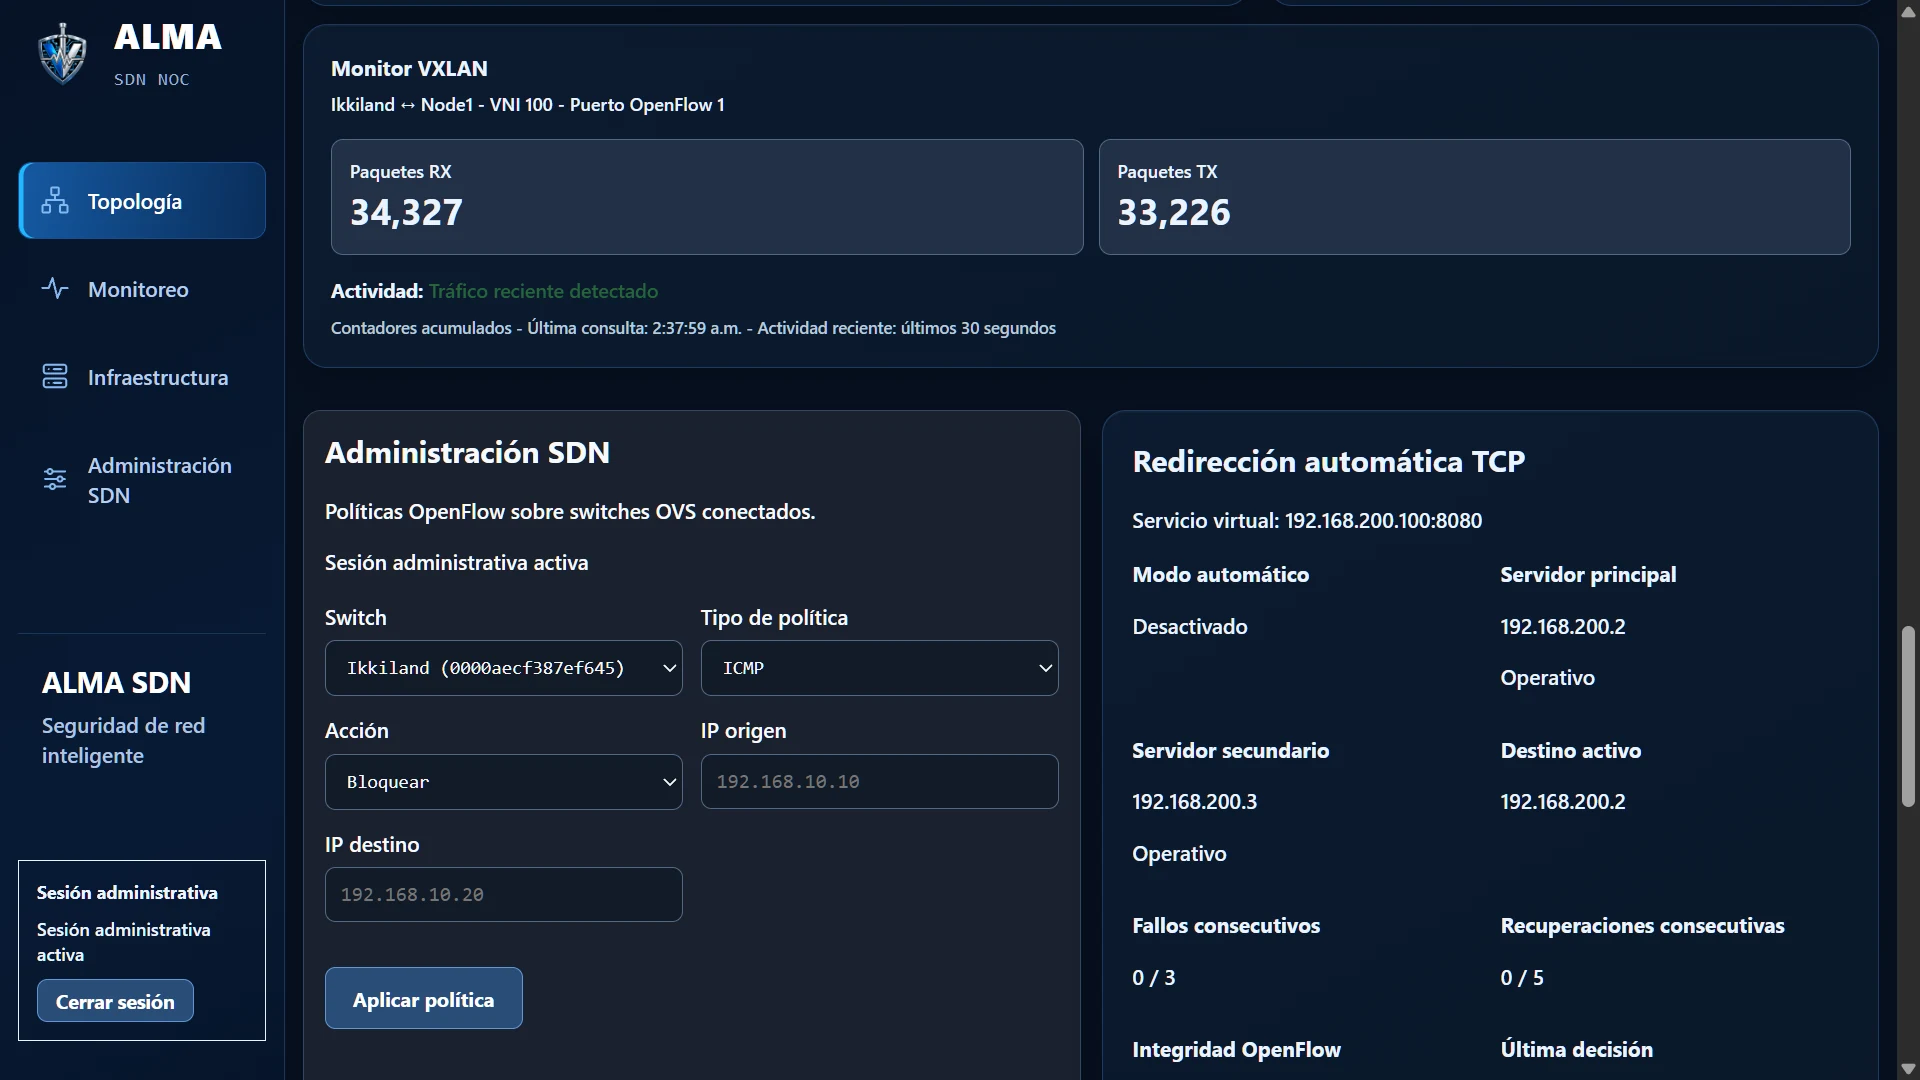 ALMA
SDN NOC
Topología
Monitoreo
Infraestructura
Administración
SDN
ALMA SDN
Seguridad de red
inteligente
Sesión administrativa
Sesión administrativa
activa
Cerrar sesión
Monitor VXLAN
Ikkiland ↔ Node1 - VNI 100 - Puerto OpenFlow 1
Paquetes RX
34,327
Paquetes TX
33,226
Actividad: Tráfico reciente detectado
Contadores acumulados - Última consulta: 2:37:59 a.m. - Actividad reciente: últimos 30 segundos
Administración SDN
Políticas OpenFlow sobre switches OVS conectados.
Sesión administrativa activa
Switch
Ikkiland (0000aecf387ef645)
Tipo de política
ICMP
Acción
Bloquear
IP origen
192.168.10.10
IP destino
192.168.10.20
Aplicar política
Redirección automática TCP
Servicio virtual: 192.168.200.100:8080
Modo automático
Desactivado
Servidor principal
192.168.200.2
Operativo
Servidor secundario
192.168.200.3
Operativo
Destino activo
192.168.200.2
Fallos consecutivos
0 / 3
Recuperaciones consecutivas
0 / 5
Integridad OpenFlow
Última decisión